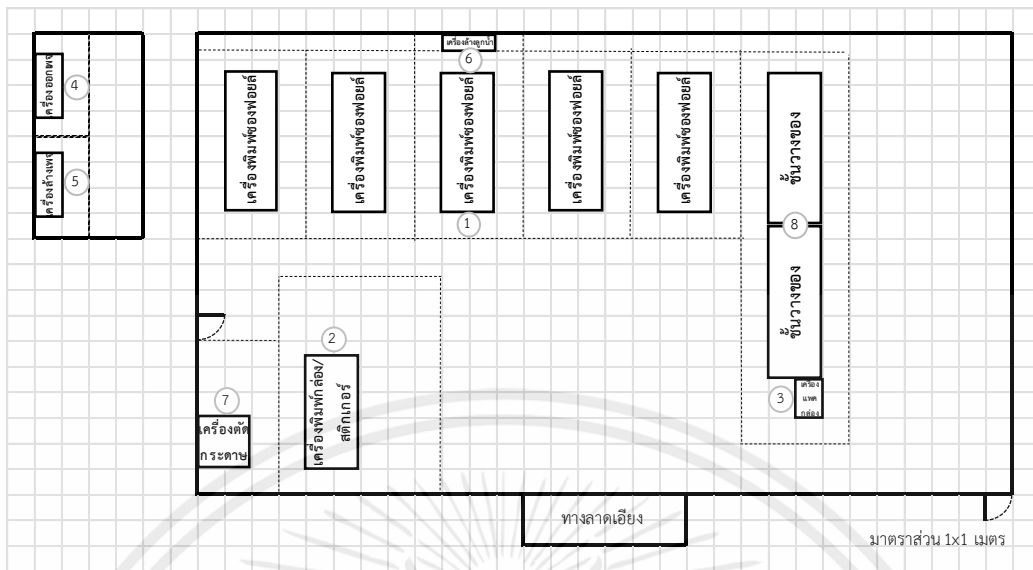 เครื่องล้างลูกน้ำ
6
เครื่องออกเพจ
4
เครื่องล้างเพจ
5
เครื่องพิมพ์ซองฟอยล์
เครื่องพิมพ์ซองฟอยล์
เครื่องพิมพ์ซองฟอยล์
เครื่องพิมพ์ซองฟอยล์
เครื่องพิมพ์ซองฟอยล์
1
ชั้นวางของ
8
ชั้นวางของ
2
เครื่องพิมพ์กล่อง/
สติกเกอร์
3
เครื่อง
แพค
กล่อง
7
เครื่องตัด
กระดาษ
ทางลาดเอียง
มาตราส่วน 1x1 เมตร